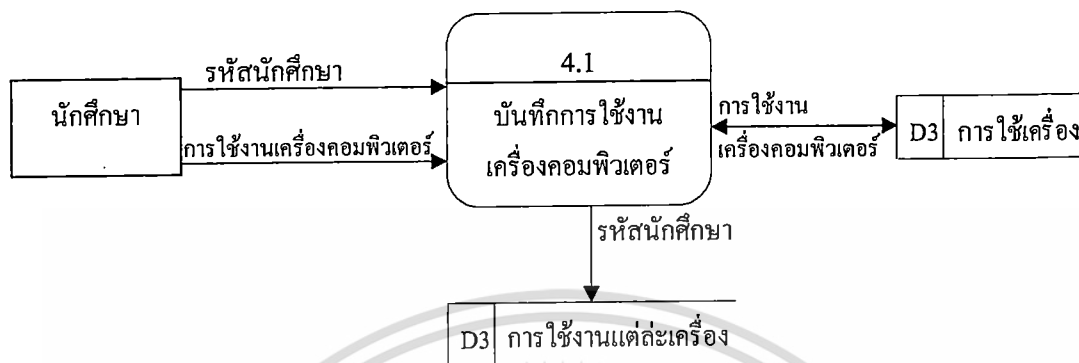 4.1
รหัสนักศึกษา
นักศึกษา
บันทึกการใช้งาน
เครื่องคอมพิวเตอร์
การใช้งานเครื่องคอมพิวเตอร์
การใช้งาน
เครื่องคอมพิวเตอร์
D3 การใช้เครื่อง
รหัสนักศึกษา
D3 การใช้งานแต่ล่ะเครื่อง